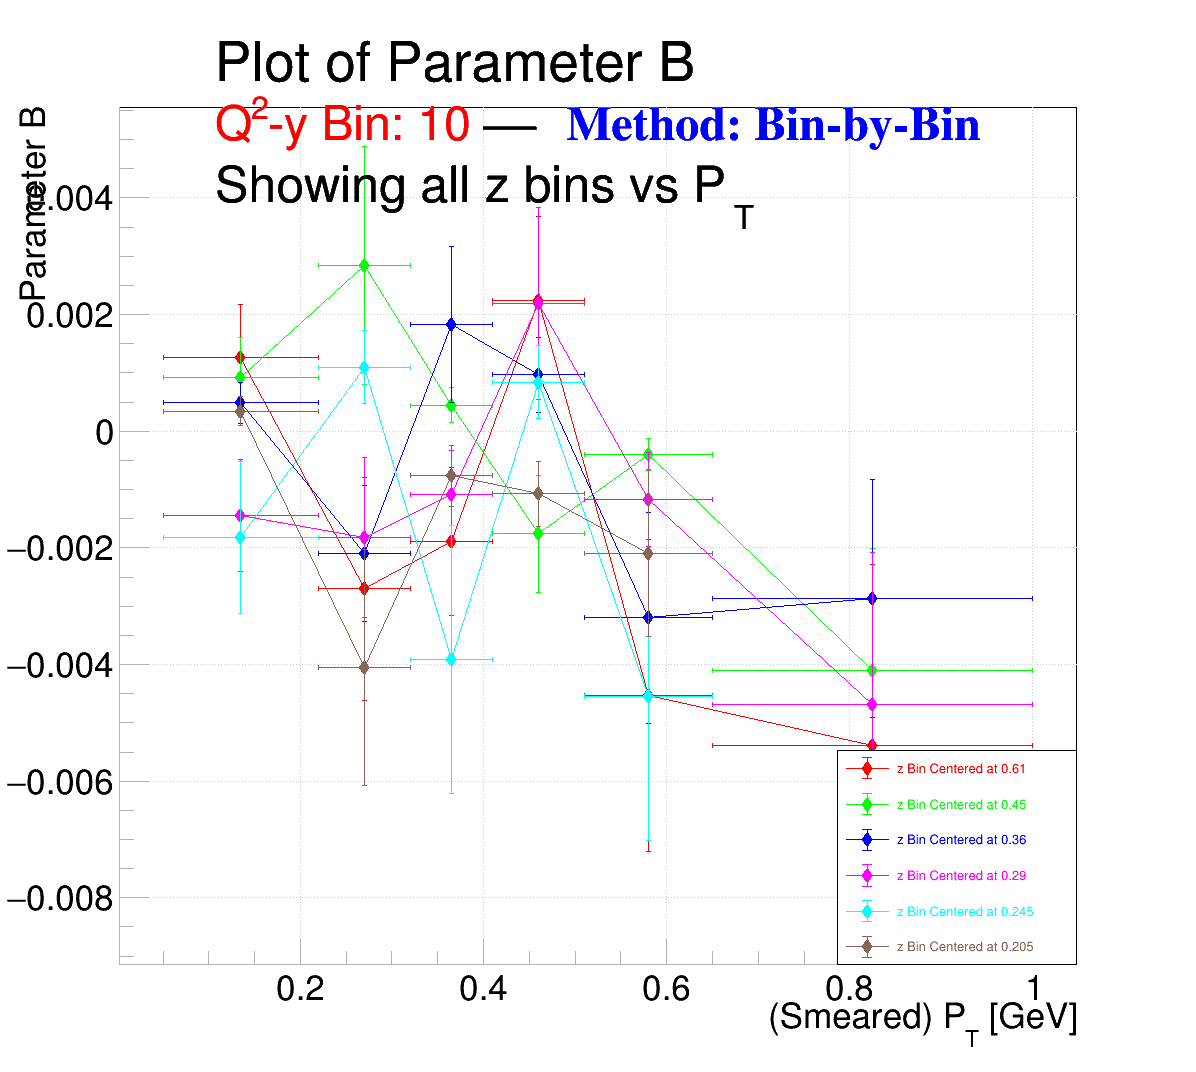 Plot of Parameter B
Q²-y Bin: 10 — Method: Bin-by-Bin
Showing all z bins vs P_T
Parameter B
0.004
0.002
0
−0.002
−0.004
−0.006
−0.008
0.2 0.4 0.6 0.8 1
(Smeared) P_T [GeV]
z Bin Centered at 0.61
z Bin Centered at 0.45
z Bin Centered at 0.36
z Bin Centered at 0.29
z Bin Centered at 0.245
z Bin Centered at 0.205